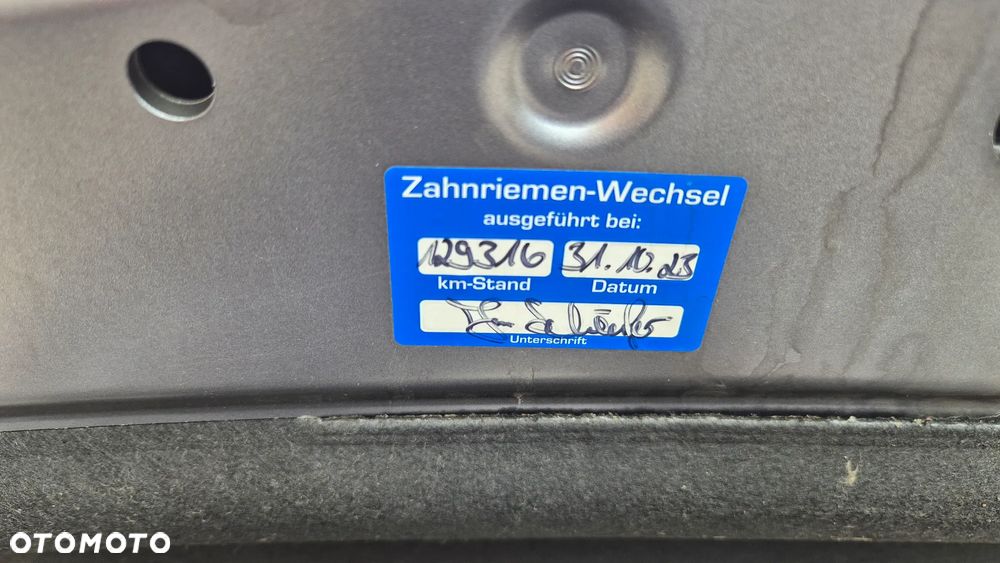 Zahnriemen-Wechsel
ausgeführt bei:
129316 31.10.23
km-Stand Datum
Unterschrift
OTOMOTO